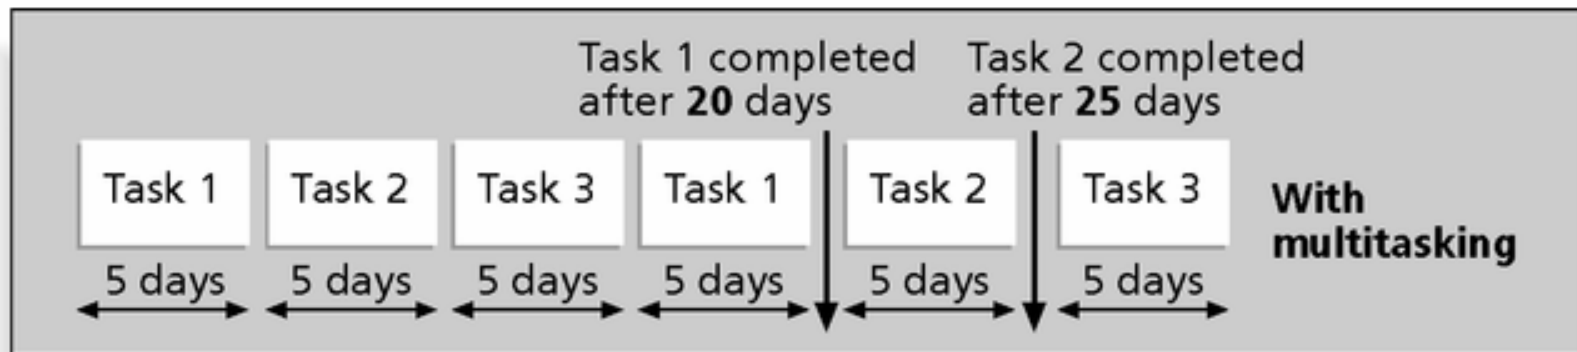 Task 1 completed
after 20 days
Task 2 completed
after 25 days
Task 1 Task 2 Task 3 Task 1 Task 2 Task 3
With
multitasking
5 days 5 days 5 days 5 days 5 days 5 days